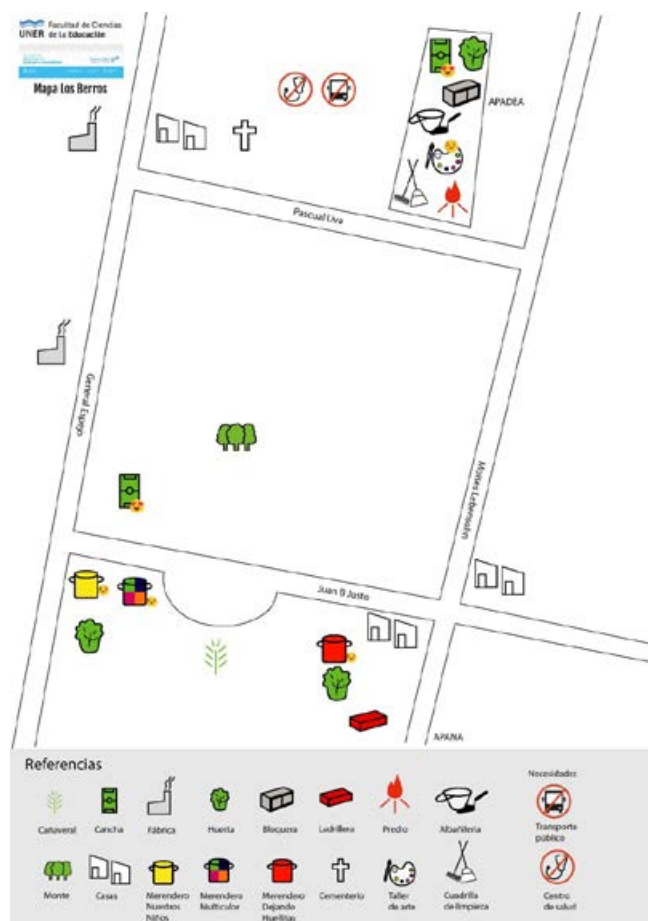 UNER
Facultad de Ciencias
de la Educación
Mapa Los Berros
APADEA
Pascual Uva
General Espejo
Moises Lebensohn
Juan B Justo
APANA
Referencias
Necesidades
Cañaveral
Cancha
Fábrica
Huerta
Bloquera
Ladrillera
Predio
Albañilería
Transporte
público
Monte
Casas
Merendero
Nuestros
Niños
Merendero
Multicolor
Merendero
Dejando
Huellitas
Cementerio
Taller
de arte
Cuadrilla
de limpieza
Centro
de salud